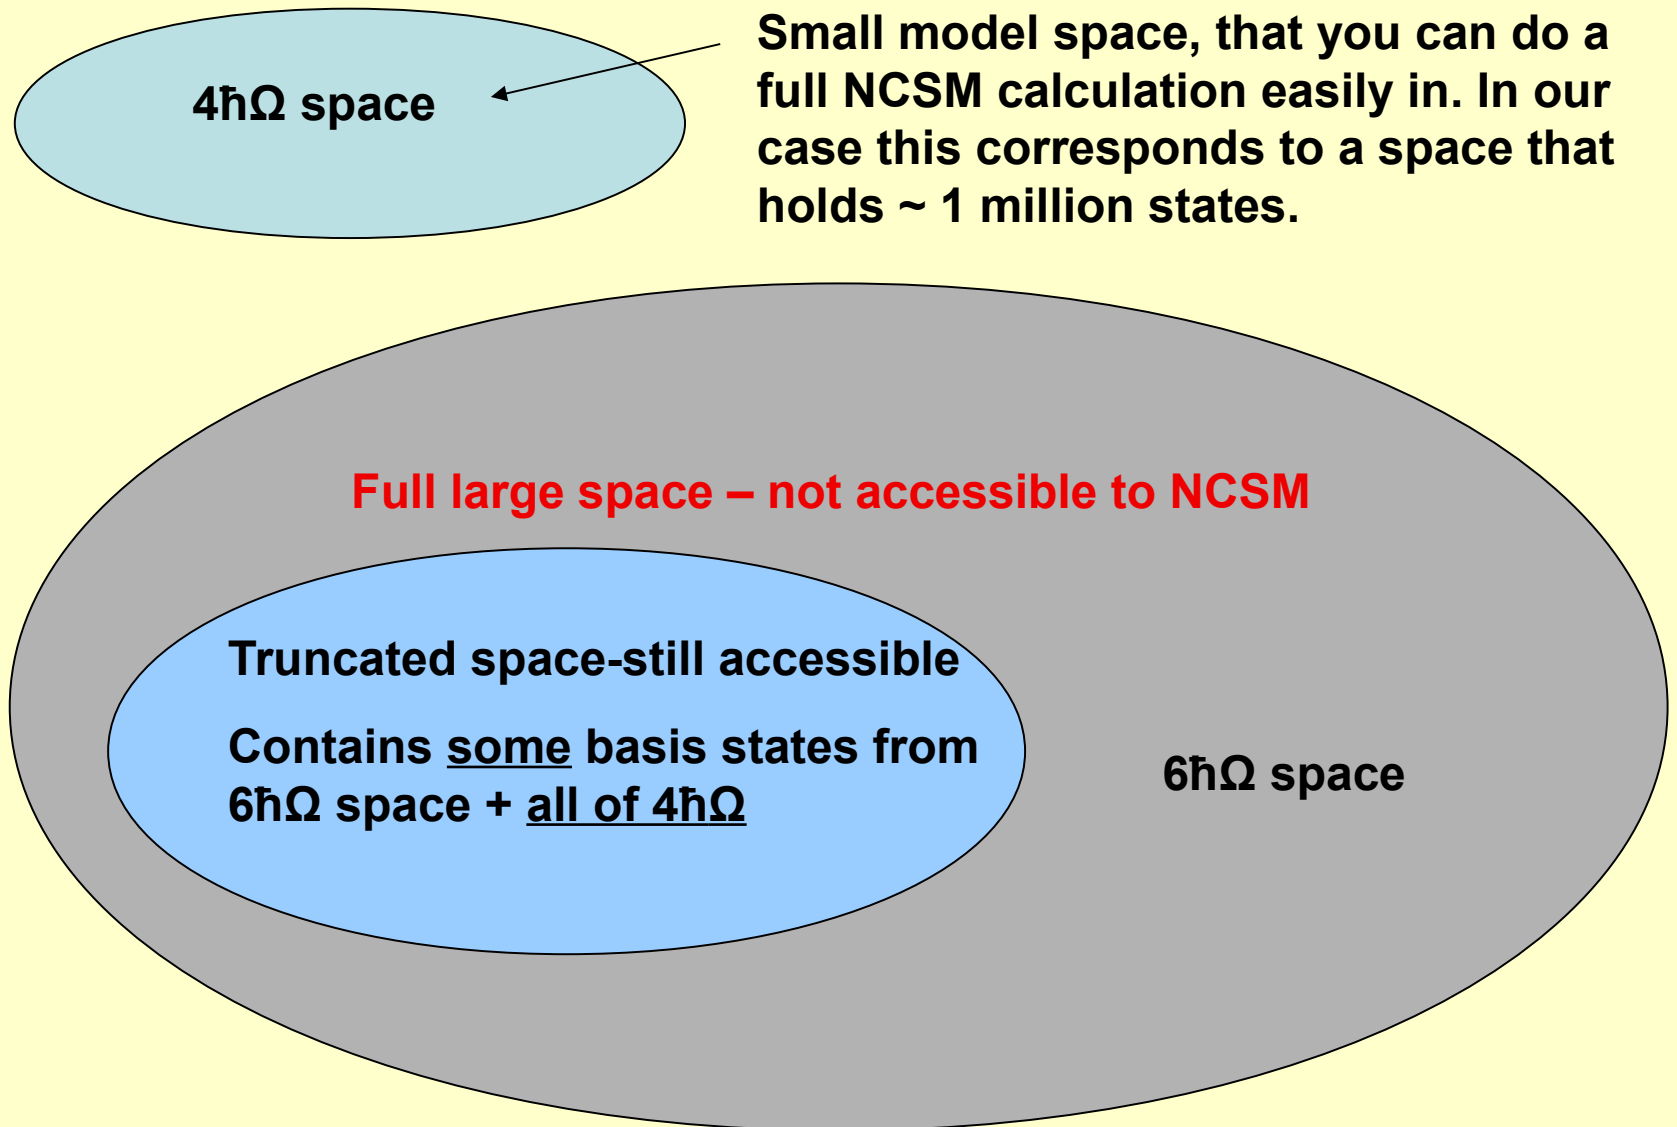 4ħΩ space
Small model space, that you can do a
full NCSM calculation easily in. In our
case this corresponds to a space that
holds ~ 1 million states.
Full large space – not accessible to NCSM
Truncated space-still accessible
Contains some basis states from
6ħΩ space + all of 4ħΩ
6ħΩ space